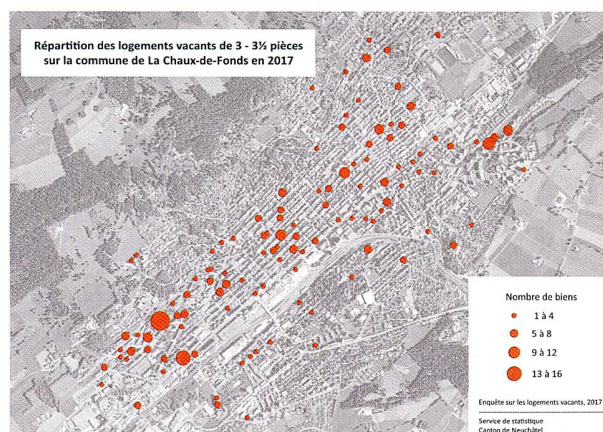 Répartition des logements vacants de 3 - 3½ pièces
sur la commune de La Chaux-de-Fonds en 2017
Nombre de biens
1 à 4
5 à 8
9 à 12
13 à 16
Enquête sur les logements vacants, 2017
Service de statistique
Canton de Neuchâtel